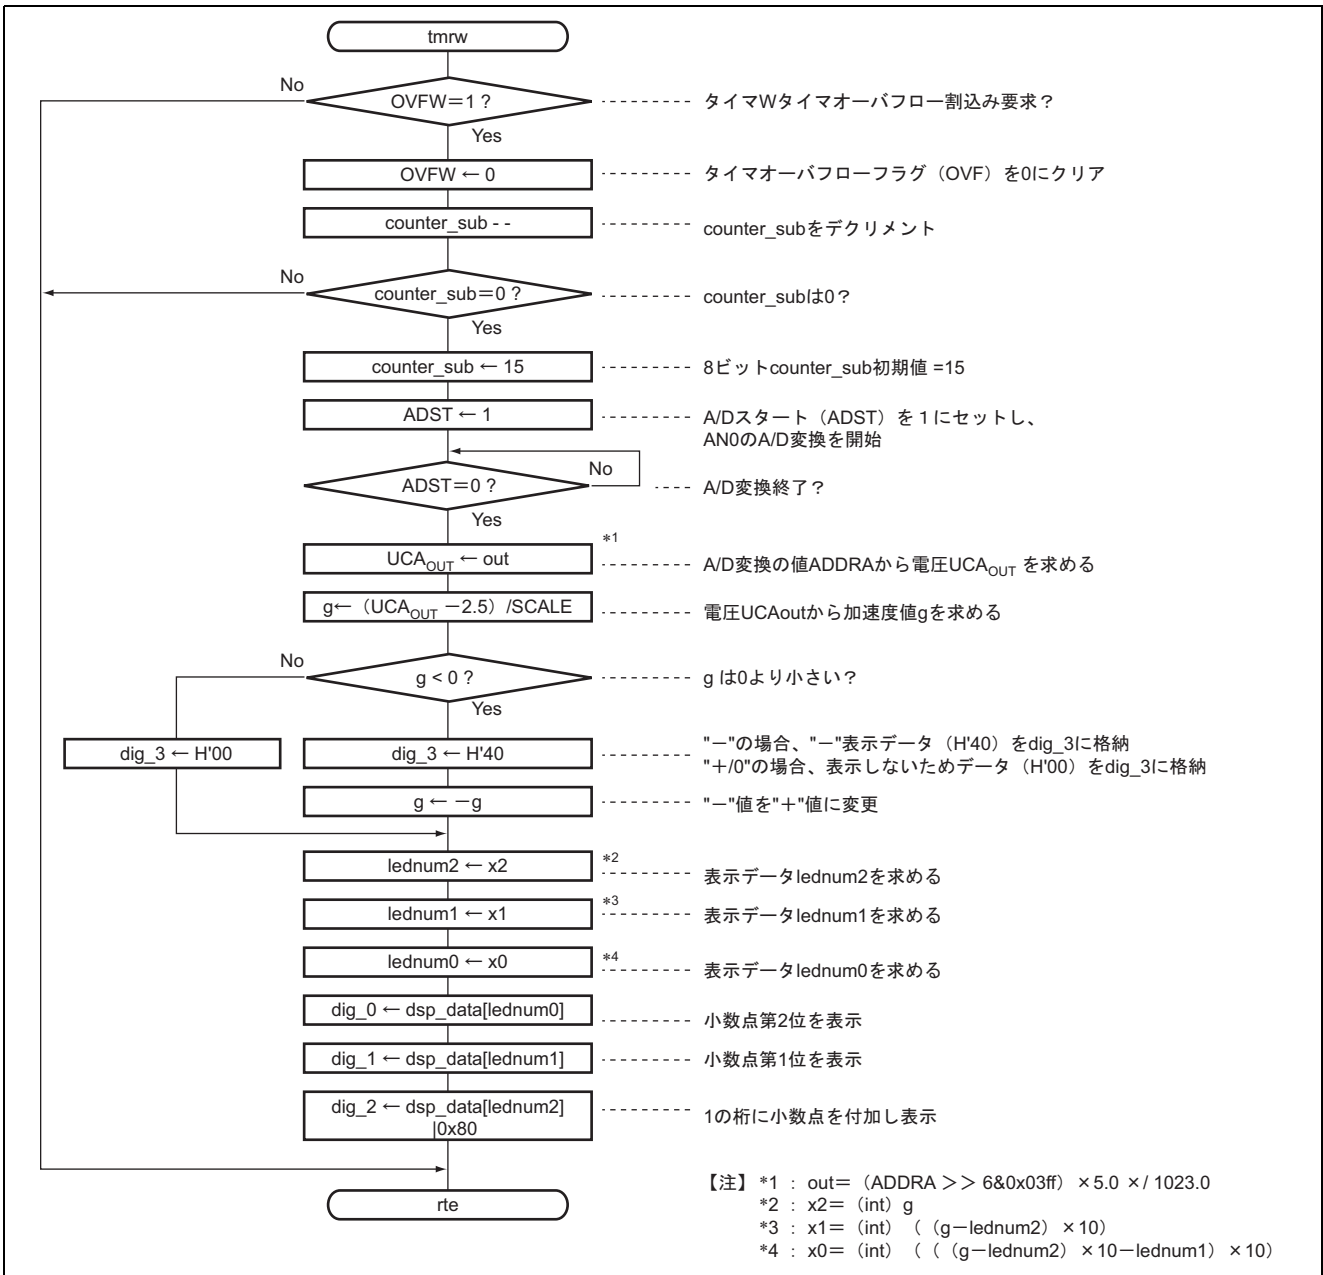 tmrw
No
OVFW=1 ?
タイマWタイマオーバフロー割込み要求？
Yes
OVFW ← 0
タイマオーバフローフラグ（OVF）を0にクリア
counter_sub - -
counter_subをデクリメント
No
counter_sub=0 ?
counter_subは0？
Yes
counter_sub ← 15
8ビットcounter_sub初期値 =15
ADST ← 1
A/Dスタート（ADST）を１にセットし、
AN0のA/D変換を開始
No
ADST=0 ?
A/D変換終了？
Yes
*1
UCAOUT ← out
A/D変換の値ADDRAから電圧UCAOUT を求める
g← （UCAOUT −2.5）/SCALE
電圧UCAoutから加速度値gを求める
No
g < 0 ?
g は0より小さい？
Yes
dig_3 ← H'00
dig_3 ← H'40
"−"の場合、"−"表示データ（H'40）をdig_3に格納
"+/0"の場合、表示しないためデータ（H'00）をdig_3に格納
g ← −g
"−"値を"＋"値に変更
lednum2 ← x2
*2
表示データlednum2を求める
lednum1 ← x1
*3
表示データlednum1を求める
lednum0 ← x0
*4
表示データlednum0を求める
dig_0 ← dsp_data[lednum0]
小数点第2位を表示
dig_1 ← dsp_data[lednum1]
小数点第1位を表示
dig_2 ← dsp_data[lednum2]
|0x80
1の桁に小数点を付加し表示
rte
【注】 *1 : out＝（ADDRA ＞＞ 6&0x03ff）×5.0 ×/ 1023.0
*2 : x2＝（int）g
*3 : x1＝（int）（（g−lednum2）×10）
*4 : x0＝（int）（（（g−lednum2）×10−lednum1）×10）